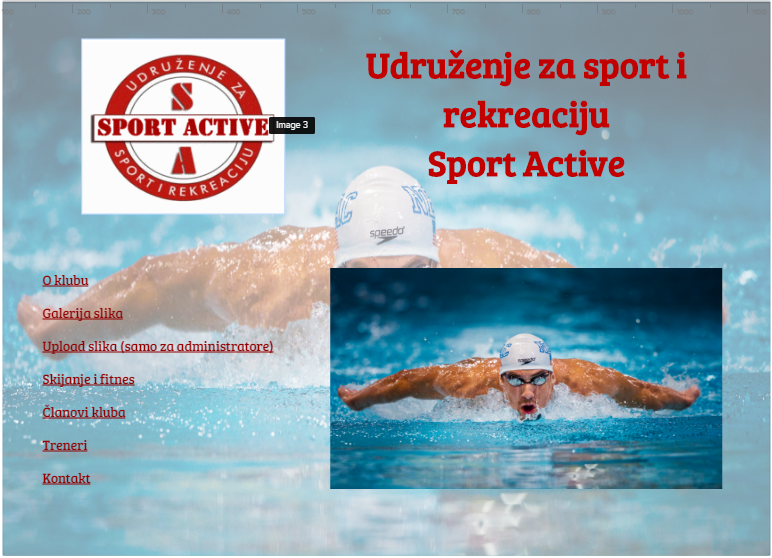 UDRUŽENJE ZA
S
SPORT ACTIVE
A
SPORT I REKREACIJU
Image 3
Udruženje za sport i
rekreaciju
Sport Active
speedo
O klubu
Galerija slika
Upload slika (samo za administratore)
Skijanje i fitnes
Članovi kluba
Treneri
Kontakt